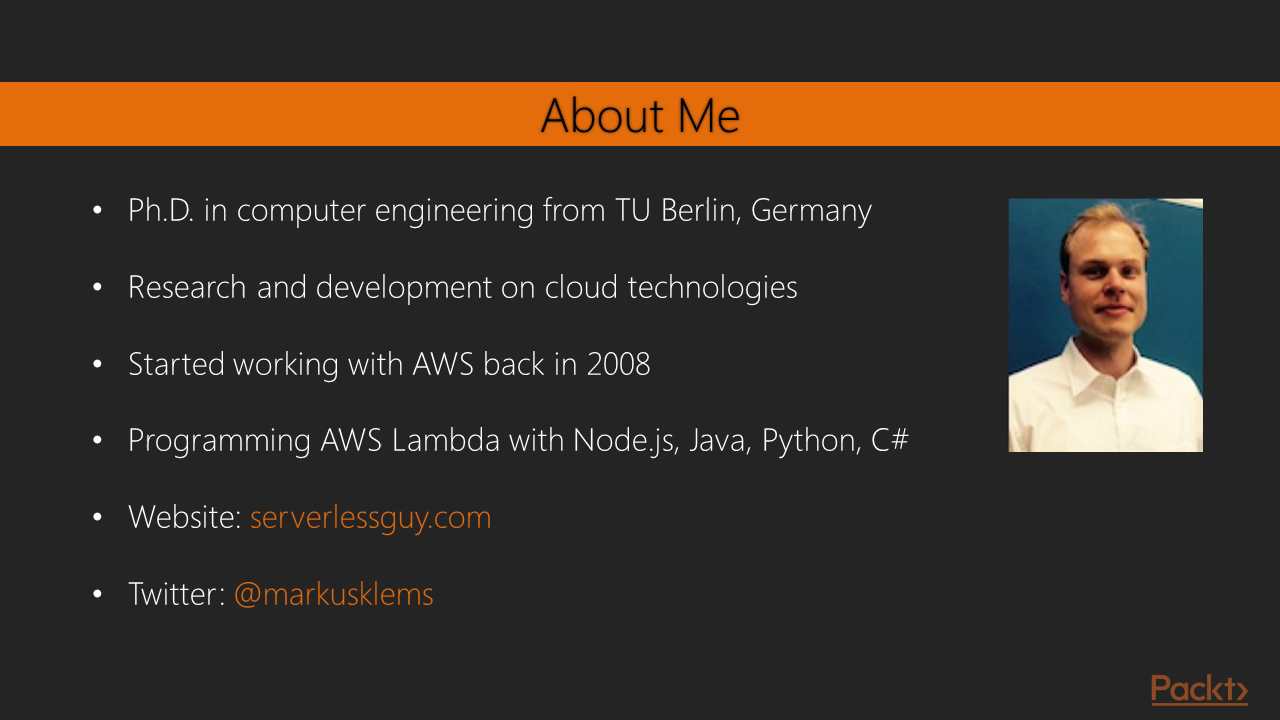 About Me
• Ph.D. in computer engineering from TU Berlin, Germany
• Research and development on cloud technologies
• Started working with AWS back in 2008
• Programming AWS Lambda with Node.js, Java, Python, C#
• Website: serverlessguy.com
• Twitter: @markusklems
Packt>